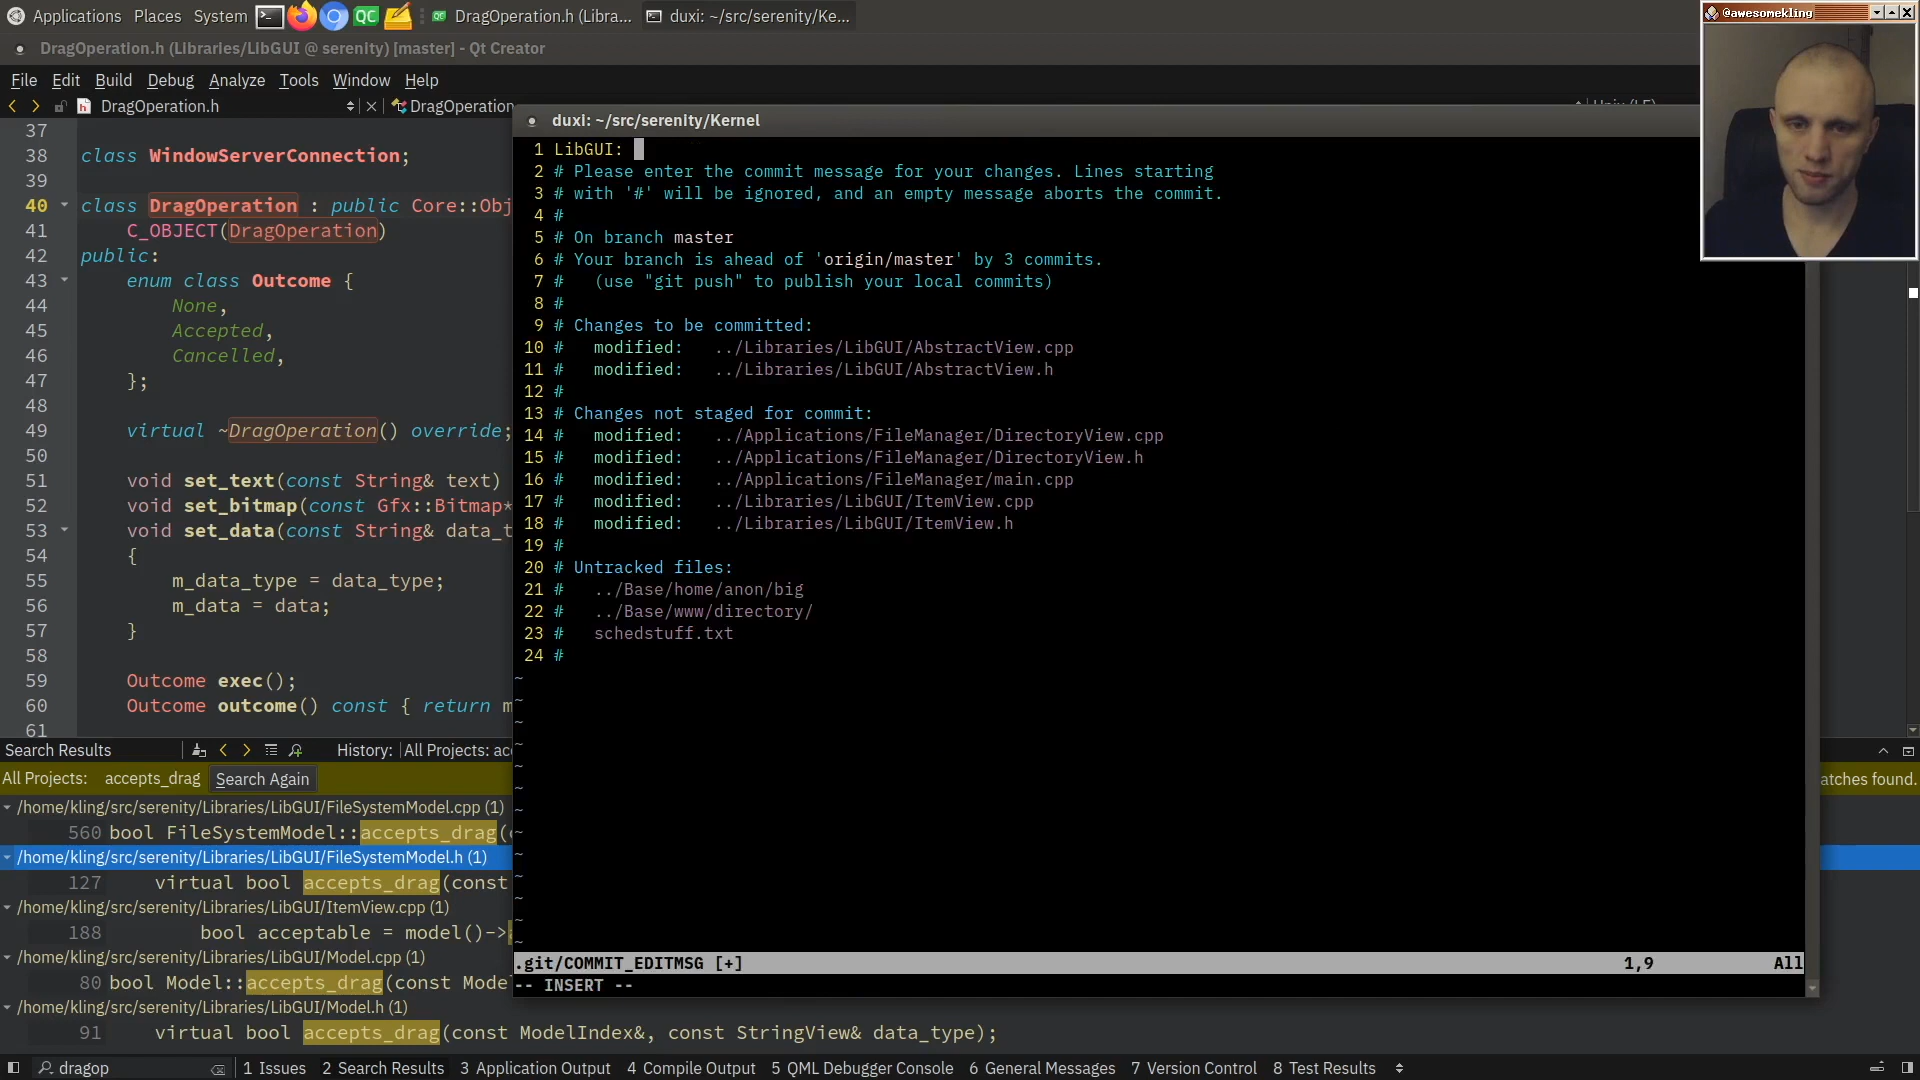 Applications Places System DragOperation.h (Libra... duxi: ~/src/serenity/Ke...
DragOperation.h (Libraries/LibGUI @ serenity) [master] - Qt Creator
File Edit Build Debug Analyze Tools Window Help
DragOperation.h DragOperation
37
38 class WindowServerConnection;
39
40 class DragOperation : public Core::Obj
41 C_OBJECT(DragOperation)
42 public:
43 enum class Outcome {
44 None,
45 Accepted,
46 Cancelled,
47 };
48
49 virtual ~DragOperation() override;
50
51 void set_text(const String& text)
52 void set_bitmap(const Gfx::Bitmap*
53 void set_data(const String& data_t
54 {
55 m_data_type = data_type;
56 m_data = data;
57 }
58
59 Outcome exec();
60 Outcome outcome() const { return m
61
Search Results History: All Projects: acc
All Projects: accepts_drag Search Again atches found.
/home/kling/src/serenity/Libraries/LibGUI/FileSystemModel.cpp (1)
560 bool FileSystemModel::accepts_drag(c
/home/kling/src/serenity/Libraries/LibGUI/FileSystemModel.h (1)
127 virtual bool accepts_drag(const
/home/kling/src/serenity/Libraries/LibGUI/ItemView.cpp (1)
188 bool acceptable = model()->
/home/kling/src/serenity/Libraries/LibGUI/Model.cpp (1)
80 bool Model::accepts_drag(const Mode
/home/kling/src/serenity/Libraries/LibGUI/Model.h (1)
91 virtual bool accepts_drag(const ModelIndex&, const StringView& data_type);
dragop 1 Issues 2 Search Results 3 Application Output 4 Compile Output 5 QML Debugger Console 6 General Messages 7 Version Control 8 Test Results
duxi: ~/src/serenity/Kernel
1 LibGUI:
2 # Please enter the commit message for your changes. Lines starting
3 # with '#' will be ignored, and an empty message aborts the commit.
4 #
5 # On branch master
6 # Your branch is ahead of 'origin/master' by 3 commits.
7 # (use "git push" to publish your local commits)
8 #
9 # Changes to be committed:
10 # modified: ../Libraries/LibGUI/AbstractView.cpp
11 # modified: ../Libraries/LibGUI/AbstractView.h
12 #
13 # Changes not staged for commit:
14 # modified: ../Applications/FileManager/DirectoryView.cpp
15 # modified: ../Applications/FileManager/DirectoryView.h
16 # modified: ../Applications/FileManager/main.cpp
17 # modified: ../Libraries/LibGUI/ItemView.cpp
18 # modified: ../Libraries/LibGUI/ItemView.h
19 #
20 # Untracked files:
21 # ../Base/home/anon/big
22 # ../Base/www/directory/
23 # schedstuff.txt
24 #
~
~
~
~
~
~
~
~
~
~
~
~
~
.git/COMMIT_EDITMSG [+] 1,9 All
-- INSERT --
@awesomekling